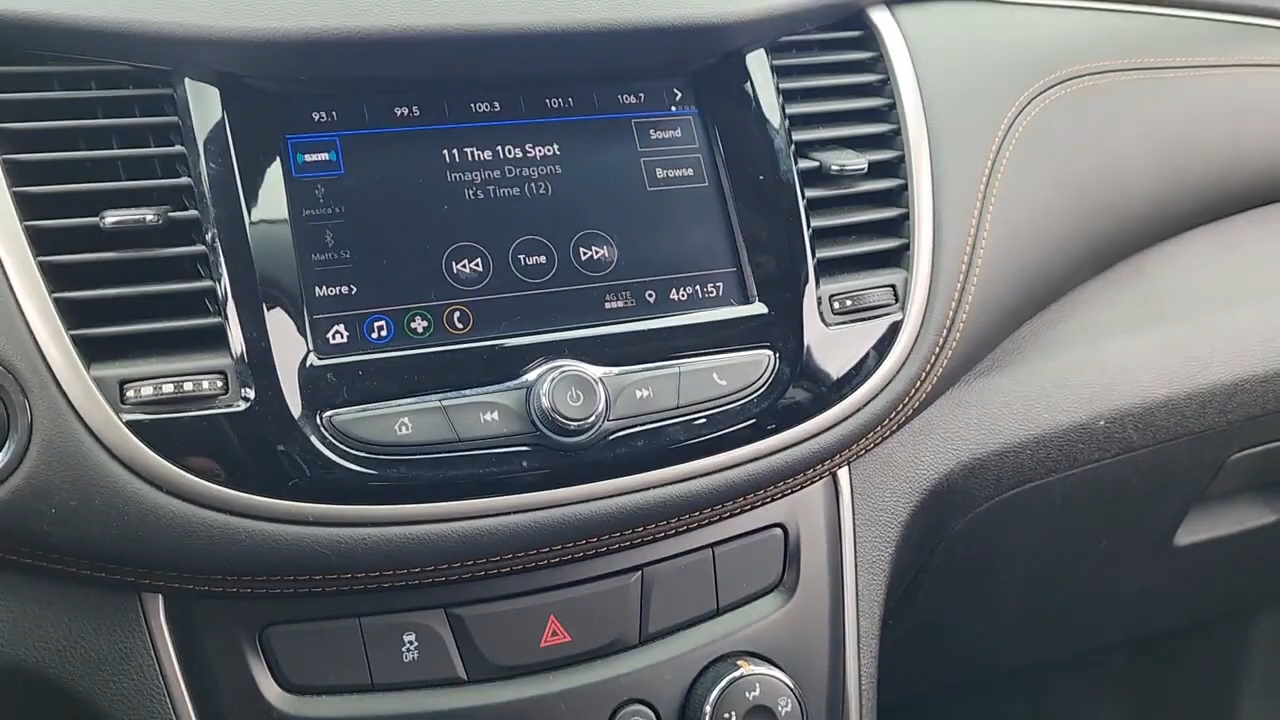 93.1 99.5 100.3 101.1 106.7
sxm
11 The 10s Spot
Imagine Dragons
It's Time (12)
Sound
Browse
Jessica's i
Matt's S2
More
Tune
4G LTE
46° 1:57
OFF